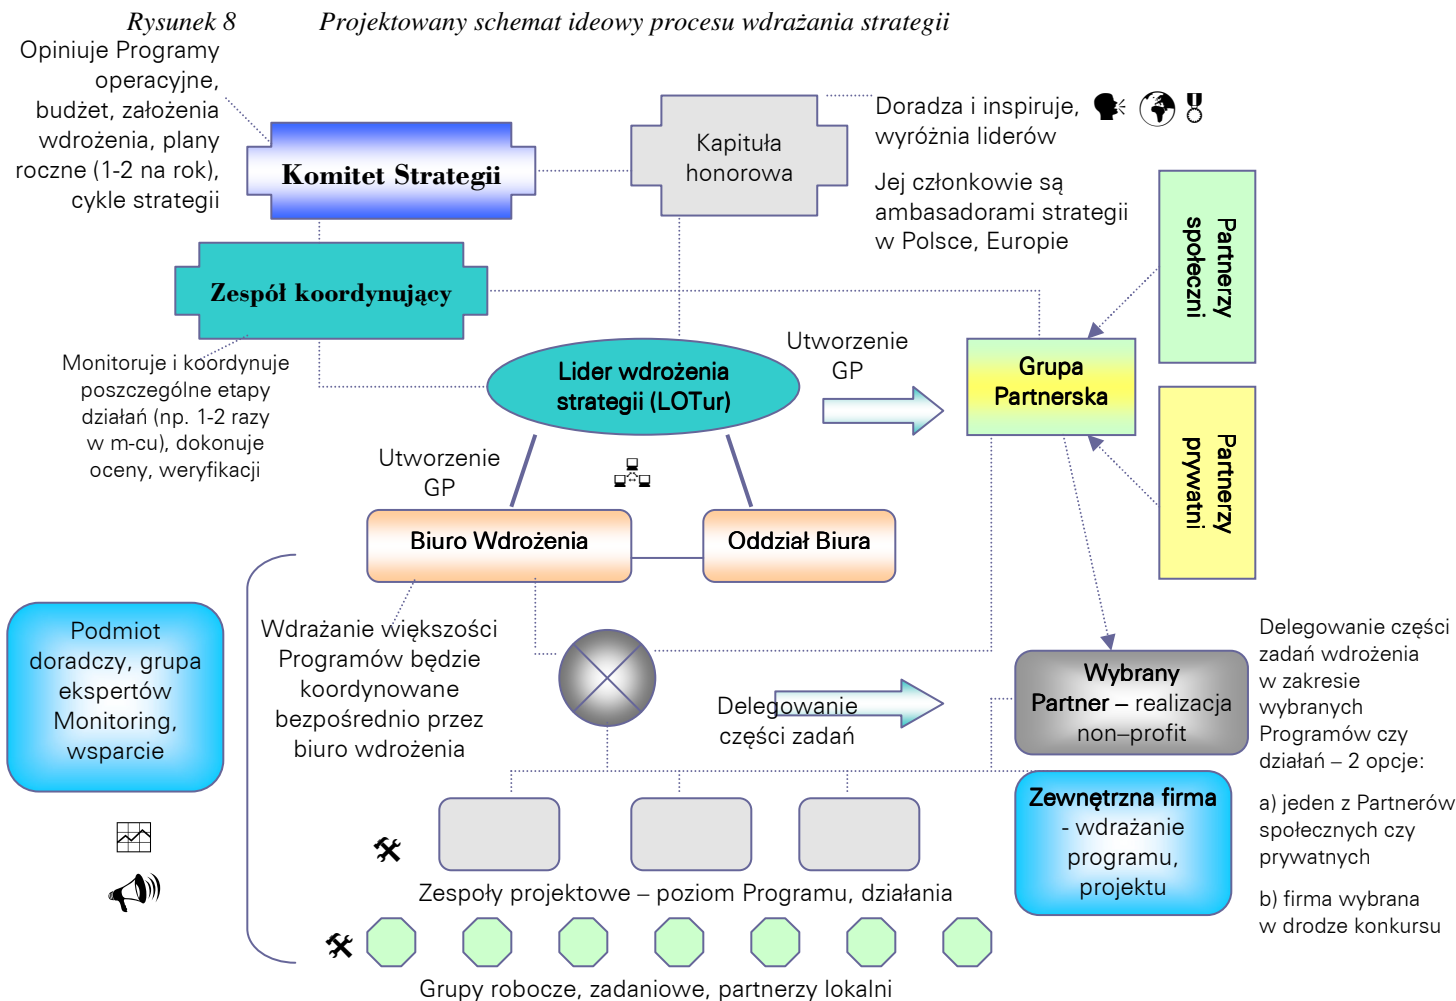 Rysunek 8 Projektowany schemat ideowy procesu wdrażania strategii
Opiniuje Programy
operacyjne,
budżet, założenia
wdrożenia, plany
roczne (1-2 na rok),
cykle strategii
Komitet Strategii
Kapituła
honorowa
Doradza i inspiruje,
wyróżnia liderów
Jej członkowie są
ambasadorami strategii
w Polsce, Europie
Partnerzy
społeczni
Zespół koordynujący
Monitoruje i koordynuje
poszczególne etapy
działań (np. 1-2 razy
w m-cu), dokonuje
oceny, weryfikacji
Lider wdrożenia
strategii (LOTur)
Utworzenie
GP
Grupa
Partnerska
Partnerzy
prywatni
Utworzenie
GP
Biuro Wdrożenia
Oddział Biura
Podmiot
doradczy, grupa
ekspertów
Monitoring,
wsparcie
Wdrażanie większości
Programów będzie
koordynowane
bezpośrednio przez
biuro wdrożenia
Delegowanie
części zadań
Wybrany
Partner – realizacja
non–profit
Zewnętrzna firma
- wdrażanie
programu,
projektu
Delegowanie części
zadań wdrożenia
w zakresie
wybranych
Programów czy
działań – 2 opcje:
a) jeden z Partnerów
społecznych czy
prywatnych
b) firma wybrana
w drodze konkursu
Zespoły projektowe – poziom Programu, działania
Grupy robocze, zadaniowe, partnerzy lokalni